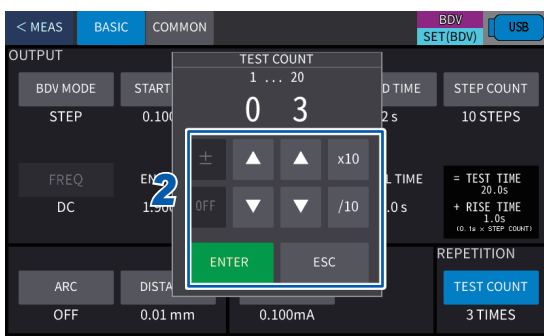 < MEAS BASIC COMMON BDV SET(BDV) USB
OUTPUT
TEST COUNT
1 ... 20
0 3
BDV MODE START D TIME STEP COUNT
STEP 0.10 2 s 10 STEPS
± x10
FREQ EN L TIME = TEST TIME
20.0s
DC 1.900 .0 s + RISE TIME
1.0s
(0.1s × STEP COUNT)
OFF /10
2
ENTER ESC
REPETITION
ARC DISTA TEST COUNT
OFF 0.01 mm 0.100mA 3 TIMES